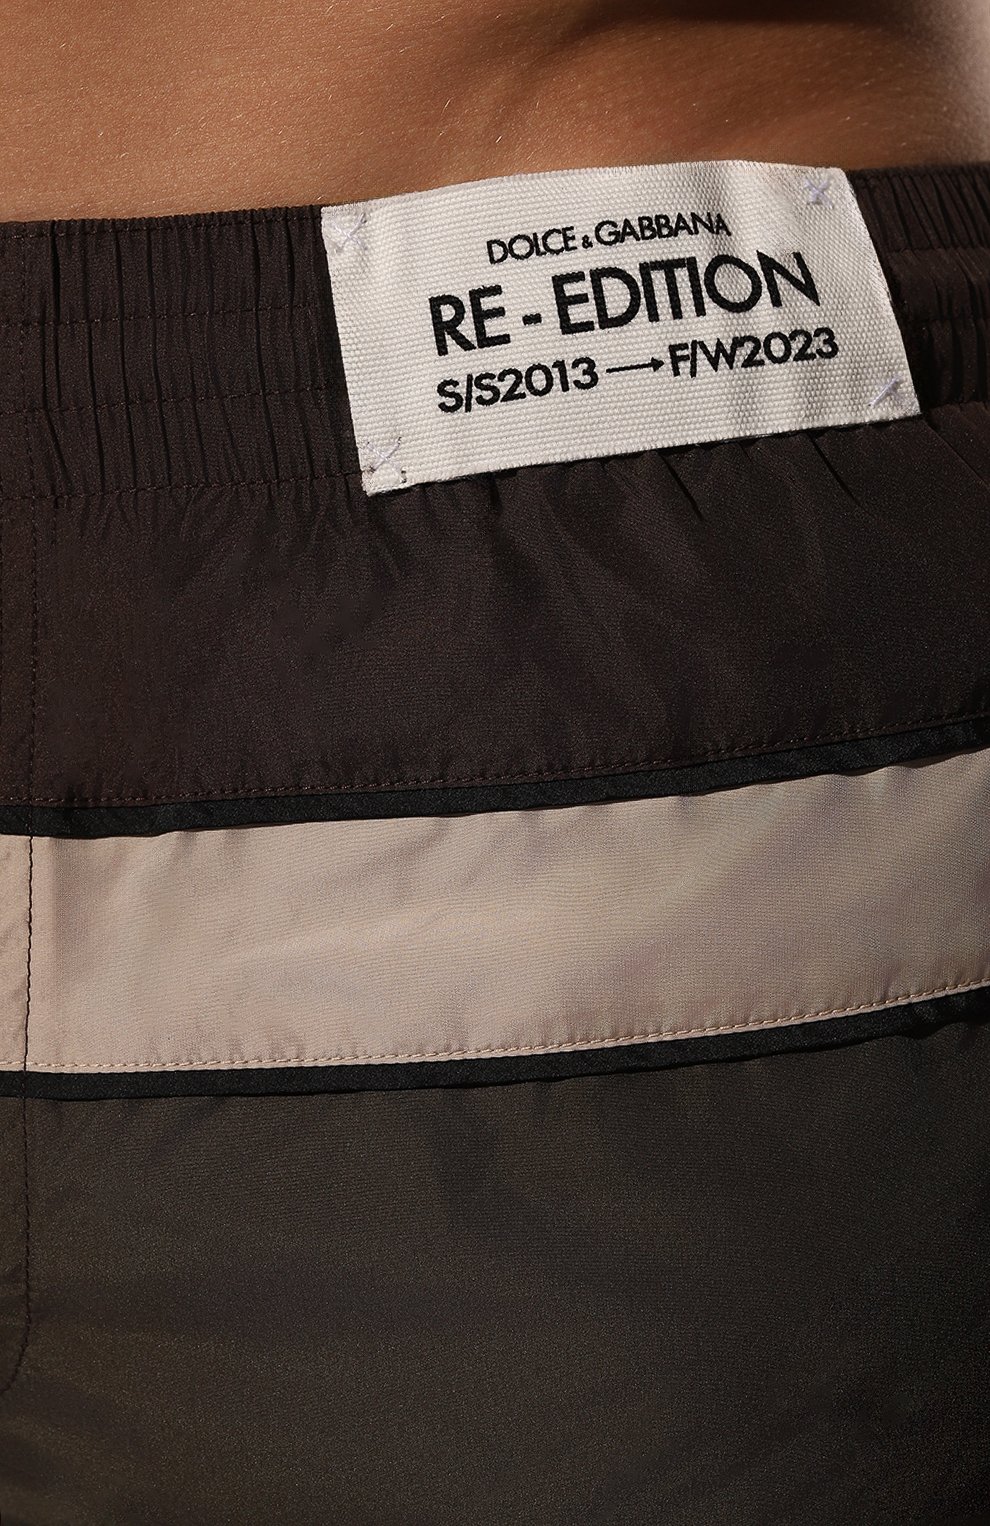 DOLCE & GABBANA
RE-EDITION
S/S2013 → F/W2023